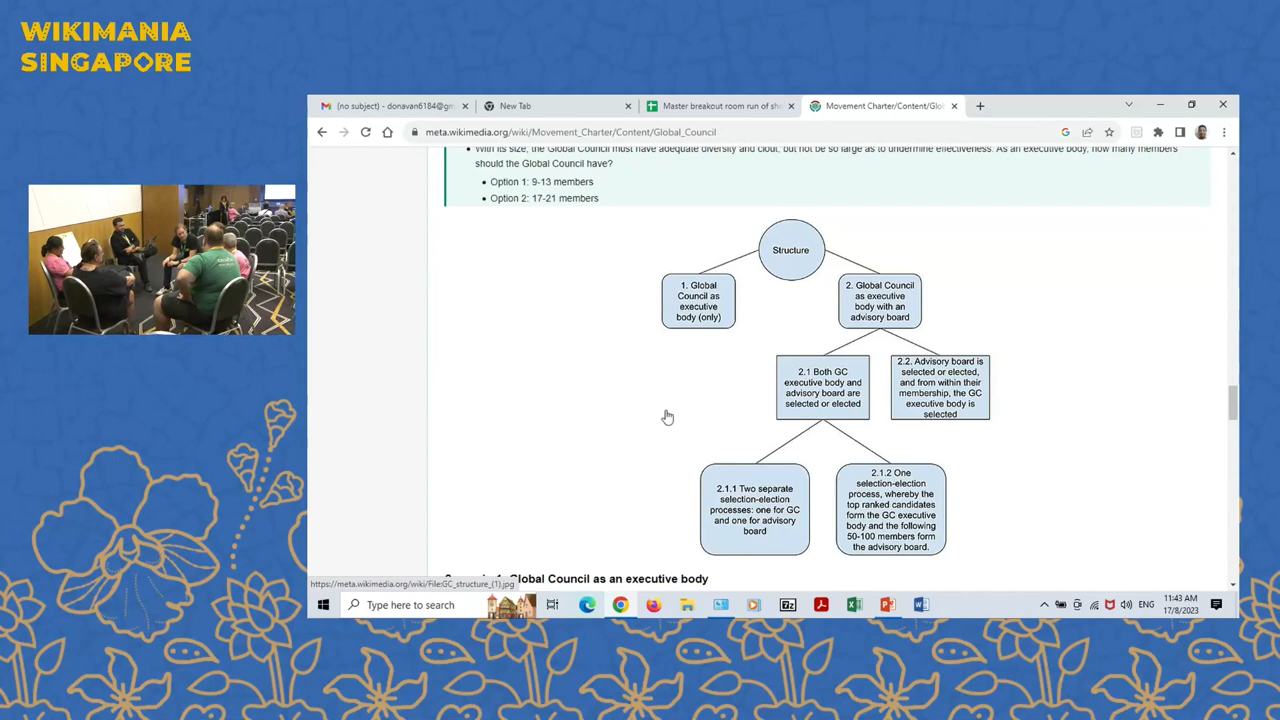 WIKIMANIA
SINGAPORE
(no subject) - donavan6184@gm
New Tab
Master breakout room run of sh
Movement Charter/Content/Glo
meta.wikimedia.org/wiki/Movement_Charter/Content/Global_Council
With its size, the Global Council must have adequate diversity and clout, but not be so large as to undermine effectiveness. As an executive body, how many members
should the Global Council have?
Option 1: 9-13 members
Option 2: 17-21 members
Structure
1. Global
Council as
executive
body (only)
2. Global Council
as executive
body with an
advisory board
2.1 Both GC
executive body and
advisory board are
selected or elected
2.2. Advisory board is
selected or elected,
and from within their
membership, the GC
executive body is
selected
2.1.1 Two separate
selection-election
processes: one for GC
and one for advisory
board
2.1.2 One
selection-election
process, whereby the
top ranked candidates
form the GC executive
body and the following
50-100 members form
the advisory board.
Global Council as an executive body
https://meta.wikimedia.org/wiki/File:GC_structure_(1).jpg
Type here to search
ENG
11:43 AM
17/8/2023